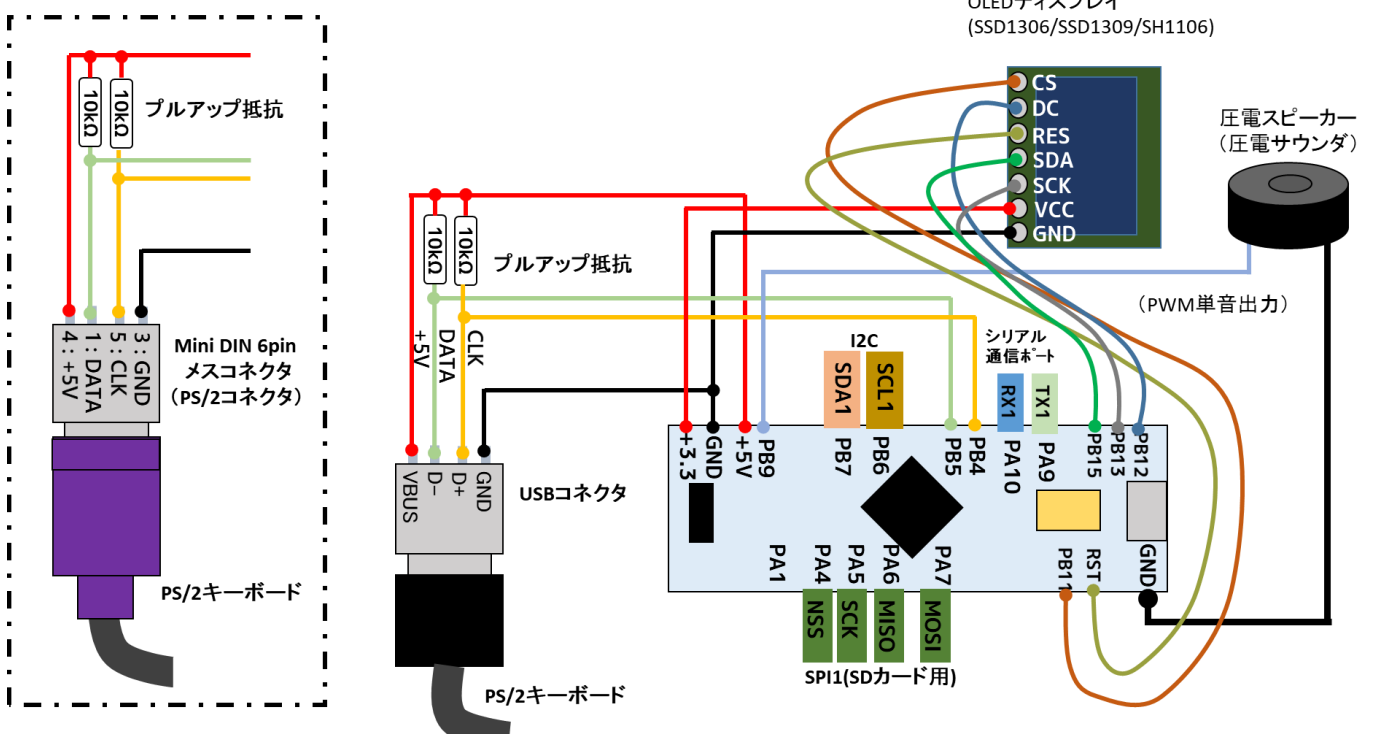 OLEDディスプレイ
(SSD1306/SSD1309/SH1106)
10kΩ
10kΩ
プルアップ抵抗
4 : +5V
1 : DATA
5 : CLK
3 : GND
Mini DIN 6pin
メスコネクタ
(PS/2コネクタ)
PS/2キーボード
10kΩ
10kΩ
プルアップ抵抗
+5V
DATA
CLK
VBUS
D−
D+
GND
USBコネクタ
PS/2キーボード
CS
DC
RES
SDA
SCK
VCC
GND
圧電スピーカー
(圧電サウンダ)
(PWM単音出力)
I2C
SDA1
SCL1
シリアル
通信ポート
RX1
TX1
+3.3
GND
+5V
PB9
PB7
PB6
PB5
PB4
PA10
PA9
PB15
PB13
PB12
PA1
PA4
PA5
PA6
PA7
PB11
RST
GND
NSS
SCK
MISO
MOSI
SPI1(SDカード用)